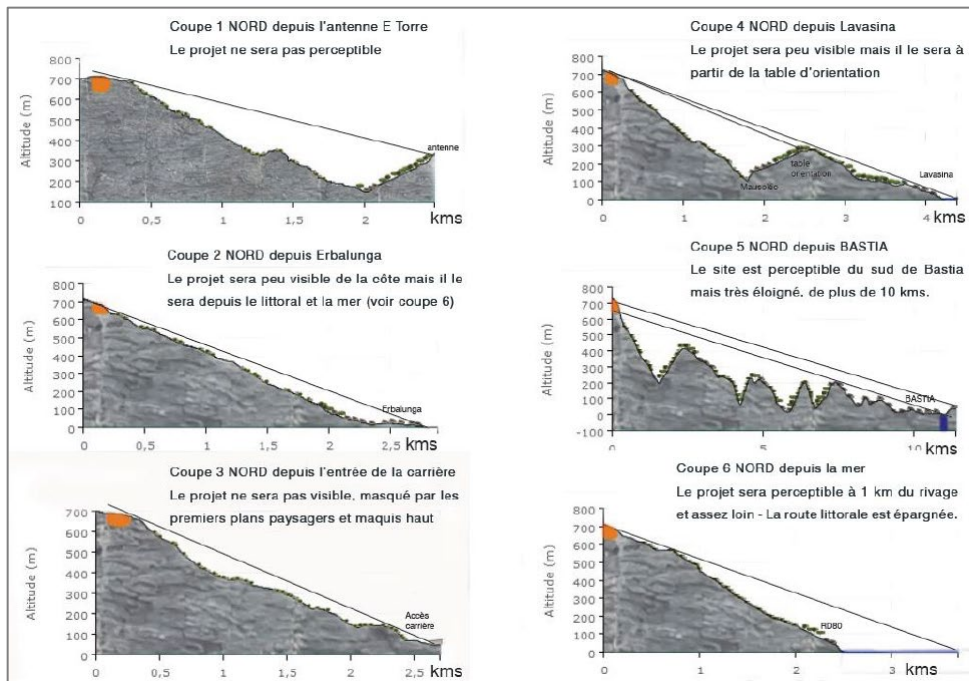 Coupe 1 NORD depuis l'antenne E Torre
Le projet ne sera pas perceptible
Altitude (m)
700
600
500
400
300
200
100
antenne
0
0,5
1
1,5
2
kms
Coupe 2 NORD depuis Erbalunga
Le projet sera peu visible de la côte mais il le
sera depuis le littoral et la mer (voir coupe 6)
Altitude (m)
700
600
500
400
300
200
100
0
Erbalunga
0
0,5
1
1,5
2
2,5
kms
Coupe 3 NORD depuis l'entrée de la carrière
Le projet ne sera pas visible, masqué par les
premiers plans paysagers et maquis haut
Altitude (m)
700
600
500
400
300
200
100
0
Accès
carrière
0
0,5
1
1,5
2
2,5
kms
Coupe 4 NORD depuis Lavasina
Le projet sera peu visible mais il le sera à
partir de la table d'orientation
Altitude (m)
700
600
500
400
300
200
100
0
Mausoléo
table
orientation
Lavasina
0
1
2
3
4
kms
Coupe 5 NORD depuis BASTIA
Le site est perceptible du sud de Bastia
mais très éloigné, de plus de 10 kms.
Altitude (m)
700
600
500
400
300
200
100
0
-100
BASTIA
0
5
10
kms
Coupe 6 NORD depuis la mer
Le projet sera perceptible à 1 km du rivage
et assez loin - La route littorale est épargnée.
Altitude (m)
700
600
500
400
300
200
100
0
RD80
0
1
2
3
kms